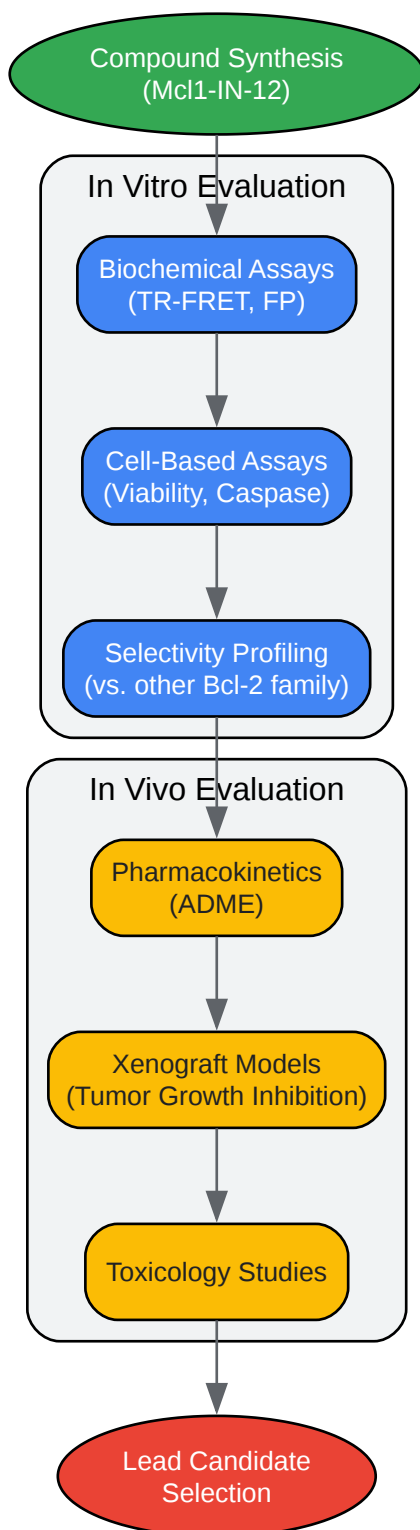 Compound Synthesis
(Mcl1-IN-12)
In Vitro Evaluation
Biochemical Assays
(TR-FRET, FP)
Cell-Based Assays
(Viability, Caspase)
Selectivity Profiling
(vs. other Bcl-2 family)
In Vivo Evaluation
Pharmacokinetics
(ADME)
Xenograft Models
(Tumor Growth Inhibition)
Toxicology Studies
Lead Candidate
Selection